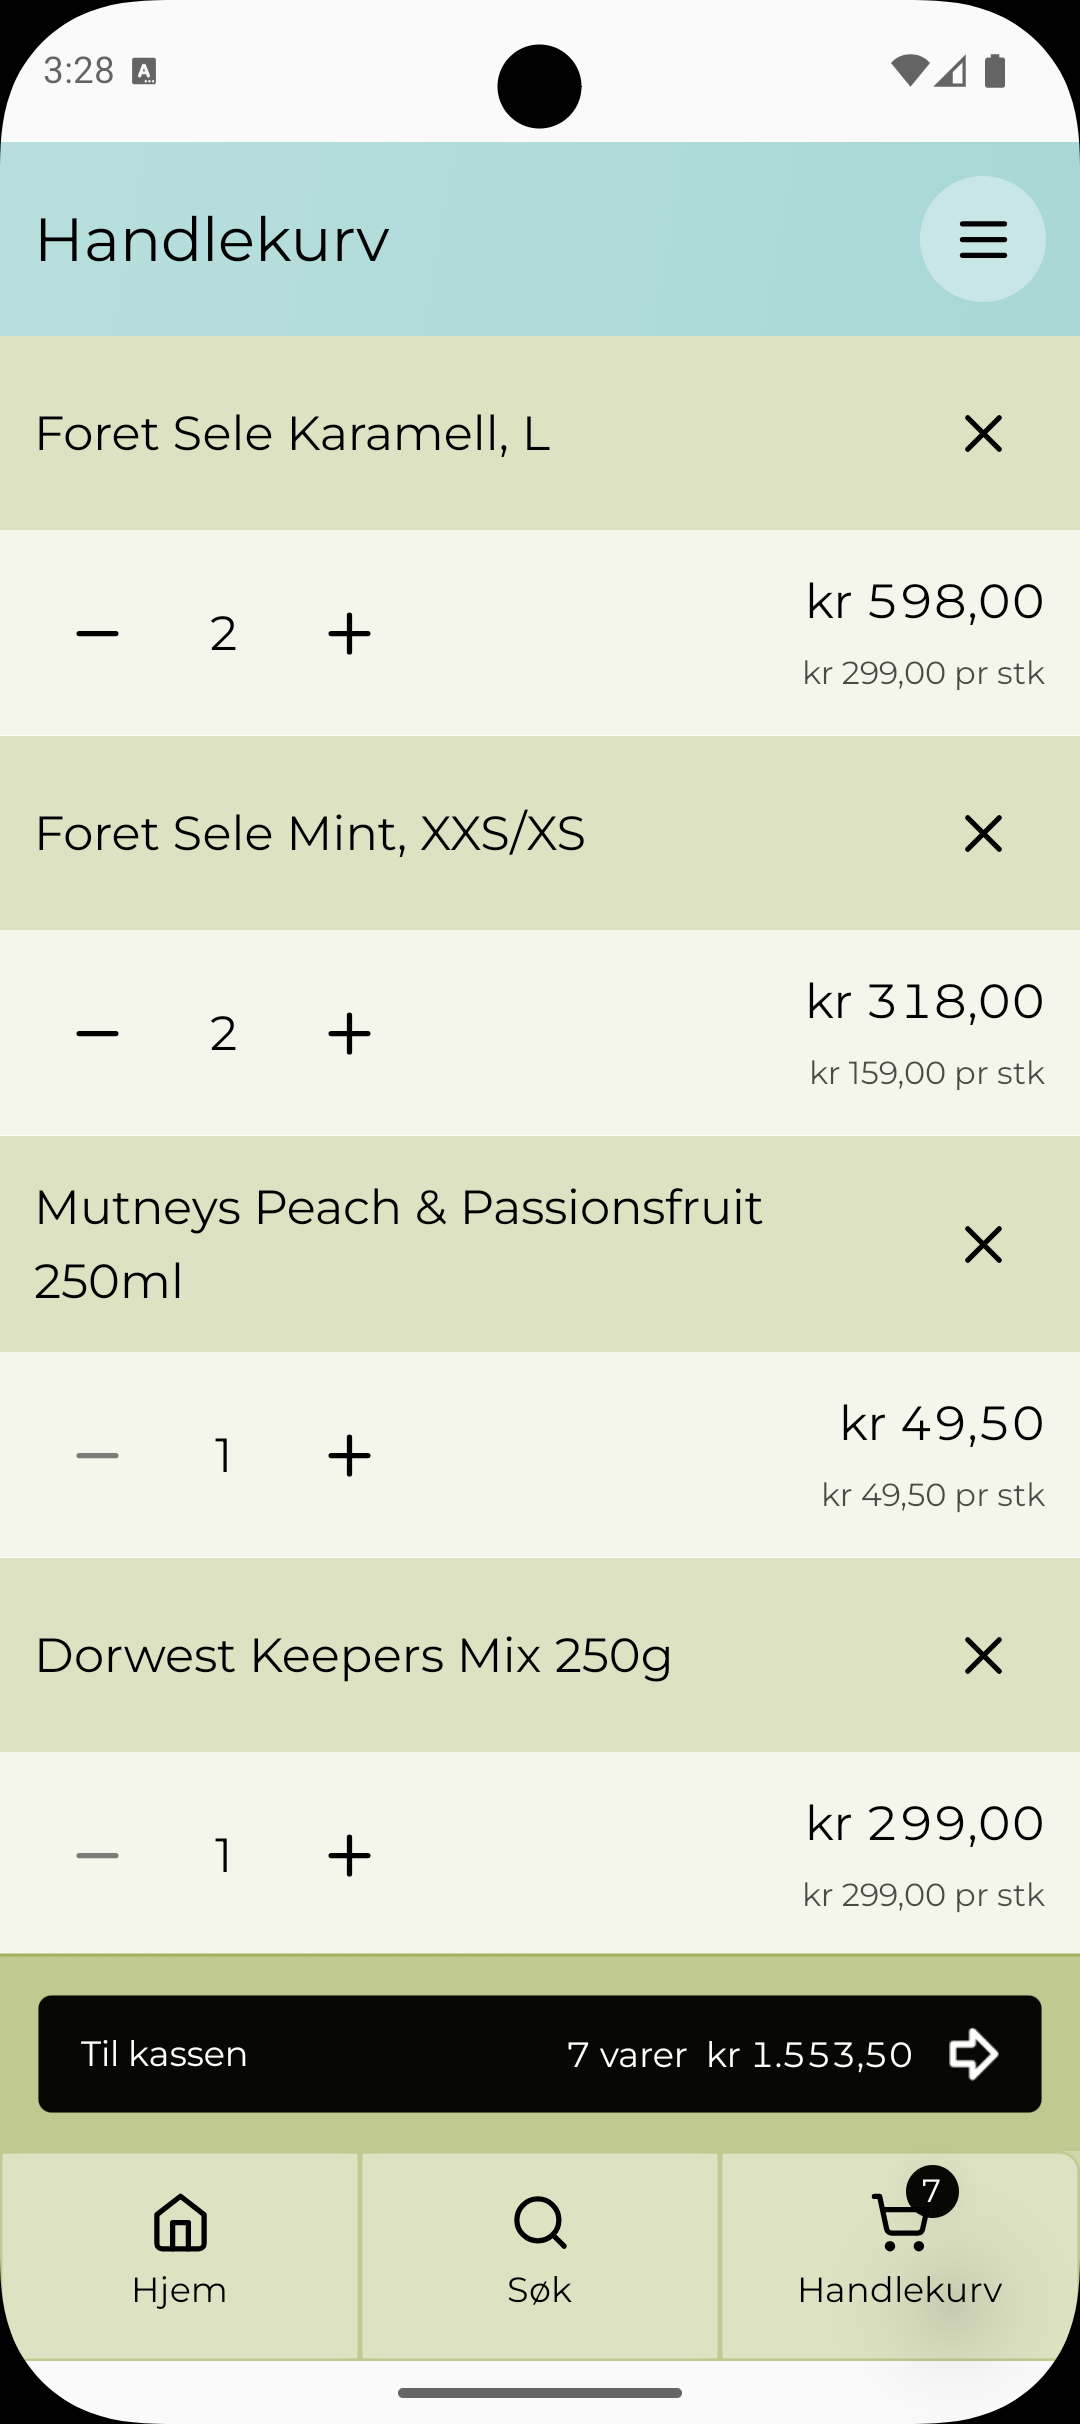 3:28
Handlekurv
Foret Sele Karamell, L
2
kr 598,00
kr 299,00 pr stk
Foret Sele Mint, XXS/XS
2
kr 318,00
kr 159,00 pr stk
Mutneys Peach & Passionsfruit
250ml
1
kr 49,50
kr 49,50 pr stk
Dorwest Keepers Mix 250g
1
kr 299,00
kr 299,00 pr stk
Til kassen 7 varer kr 1.553,50
7
Hjem Søk Handlekurv